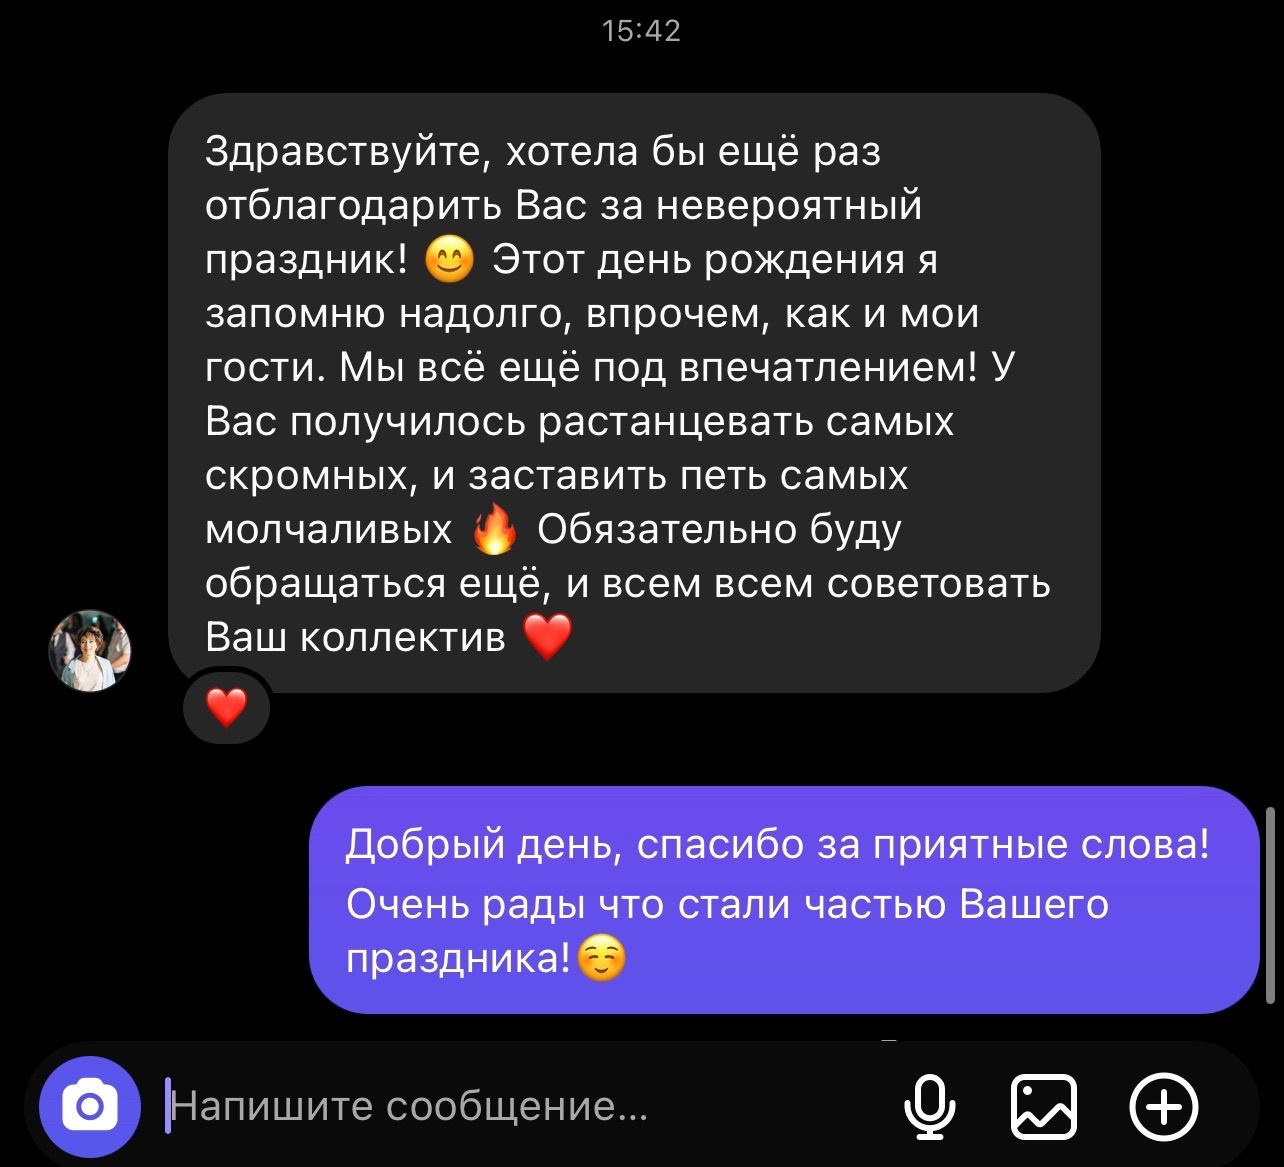 15:42
Здравствуйте, хотела бы ещё раз
отблагодарить Вас за невероятный
праздник! 😊 Этот день рождения я
запомню надолго, впрочем, как и мои
гости. Мы всё ещё под впечатлением! У
Вас получилось растанцевать самых
скромных, и заставить петь самых
молчаливых 🔥 Обязательно буду
обращаться ещё, и всем всем советовать
Ваш коллектив ❤️
❤️
Добрый день, спасибо за приятные слова!
Очень рады что стали частью Вашего
праздника!☺️
Напишите сообщение...